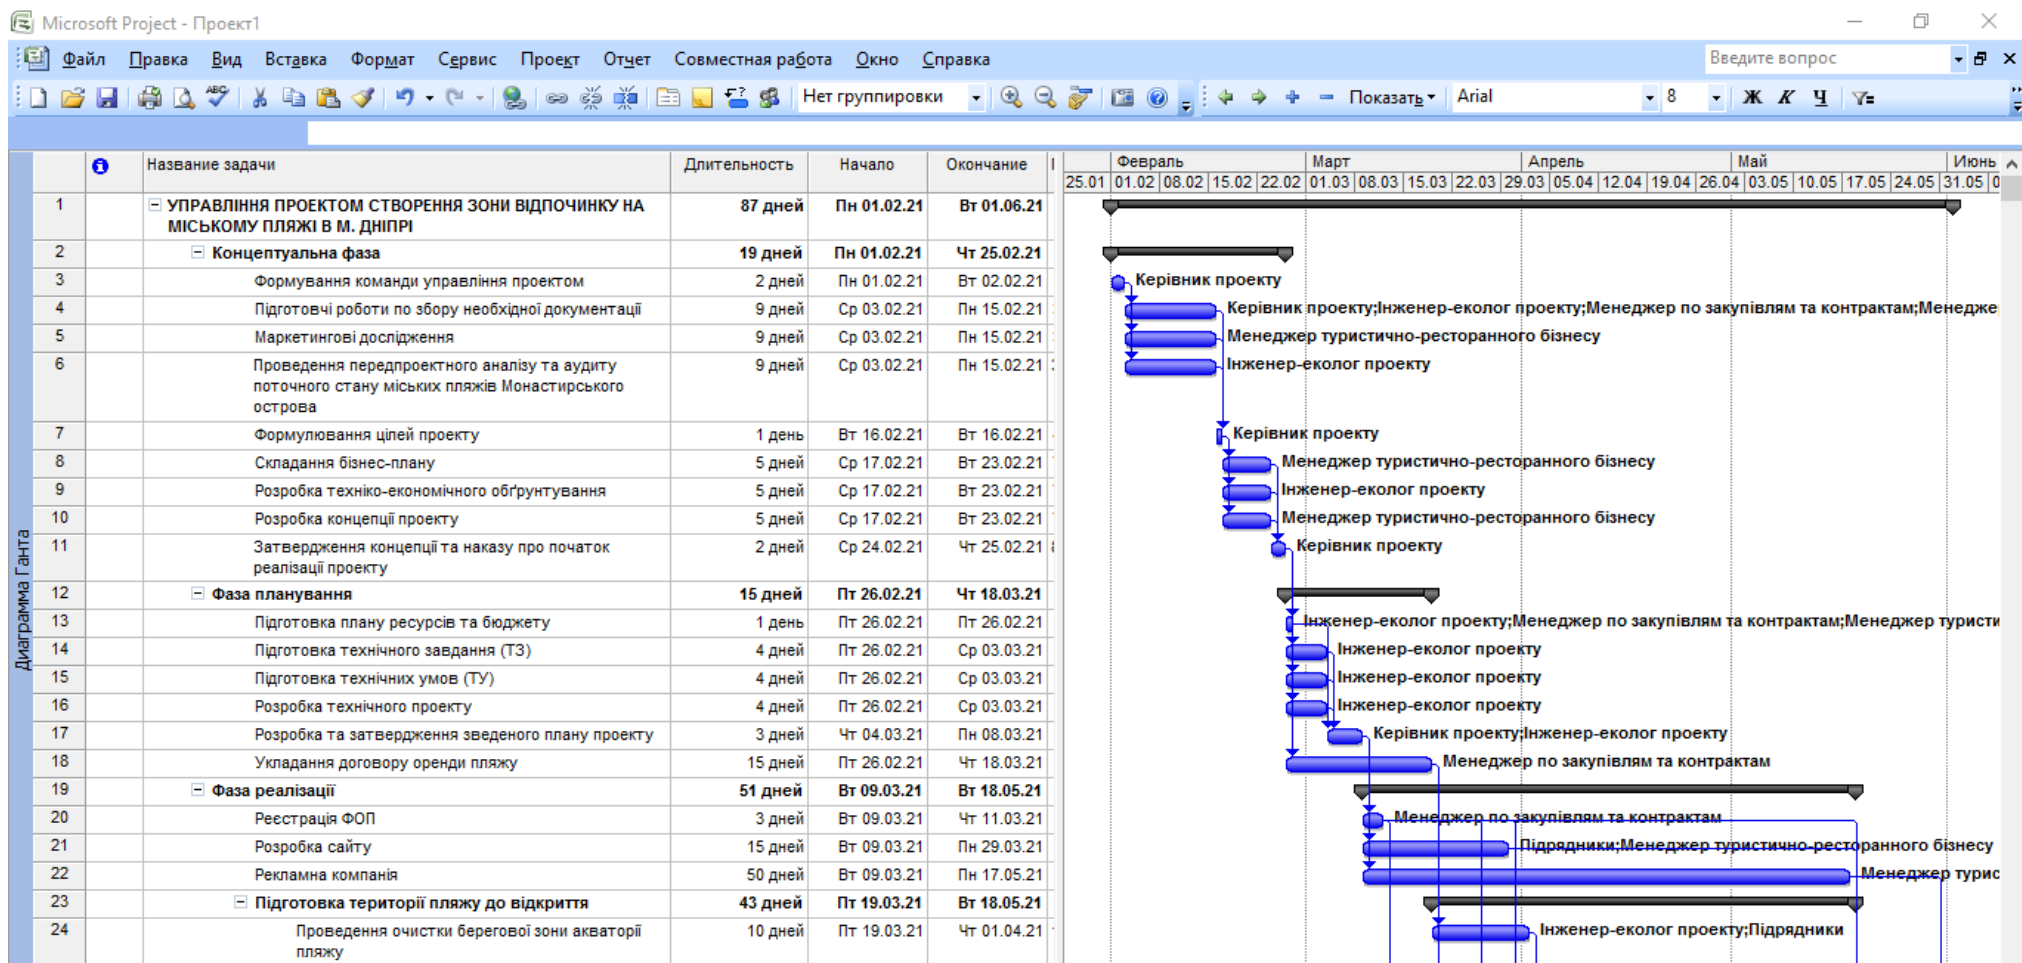 Microsoft Project - Проект1
Файл Правка Вид Вставка Формат Сервис Проект Отчет Совместная работа Окно Справка Введите вопрос
Нет группировки Показать Arial 8 Ж К Ч
Название задачи Длительность Начало Окончание Февраль Март Апрель Май Июнь
25.01 01.02 08.02 15.02 22.02 01.03 08.03 15.03 22.03 29.03 05.04 12.04 19.04 26.04 03.05 10.05 17.05 24.05 31.05 0
1 УПРАВЛІННЯ ПРОЕКТОМ СТВОРЕННЯ ЗОНИ ВІДПОЧИНКУ НА 87 дней Пн 01.02.21 Вт 01.06.21
МІСЬКОМУ ПЛЯЖІ В М. ДНІПРІ
2 Концептуальна фаза 19 дней Пн 01.02.21 Чт 25.02.21
3 Формування команди управління проектом 2 дней Пн 01.02.21 Вт 02.02.21 Керівник проекту
4 Підготовчі роботи по збору необхідної документації 9 дней Ср 03.02.21 Пн 15.02.21 Керівник проекту;Інженер-еколог проекту;Менеджер по закупівлям та контрактам;Менедже
5 Маркетингові дослідження 9 дней Ср 03.02.21 Пн 15.02.21 Менеджер туристично-ресторанного бізнесу
6 Проведення передпроектного аналізу та аудиту 9 дней Ср 03.02.21 Пн 15.02.21 Інженер-еколог проекту
поточного стану міських пляжів Монастирського
острова
7 Формулювання цілей проекту 1 день Вт 16.02.21 Вт 16.02.21 Керівник проекту
8 Складання бізнес-плану 5 дней Ср 17.02.21 Вт 23.02.21 Менеджер туристично-ресторанного бізнесу
9 Розробка техніко-економічного обґрунтування 5 дней Ср 17.02.21 Вт 23.02.21 Інженер-еколог проекту
10 Розробка концепції проекту 5 дней Ср 17.02.21 Вт 23.02.21 Менеджер туристично-ресторанного бізнесу
11 Затвердження концепції та наказу про початок 2 дней Ср 24.02.21 Чт 25.02.21 Керівник проекту
реалізації проекту
12 Фаза планування 15 дней Пт 26.02.21 Чт 18.03.21
13 Підготовка плану ресурсів та бюджету 1 день Пт 26.02.21 Пт 26.02.21 Інженер-еколог проекту;Менеджер по закупівлям та контрактам;Менеджер туристи
14 Підготовка технічного завдання (ТЗ) 4 дней Пт 26.02.21 Ср 03.03.21 Інженер-еколог проекту
15 Підготовка технічних умов (ТУ) 4 дней Пт 26.02.21 Ср 03.03.21 Інженер-еколог проекту
16 Розробка технічного проекту 4 дней Пт 26.02.21 Ср 03.03.21 Інженер-еколог проекту
17 Розробка та затвердження зведеного плану проекту 3 дней Чт 04.03.21 Пн 08.03.21 Керівник проекту;Інженер-еколог проекту
18 Укладання договору оренди пляжу 15 дней Пт 26.02.21 Чт 18.03.21 Менеджер по закупівлям та контрактам
19 Фаза реалізації 51 дней Вт 09.03.21 Вт 18.05.21
20 Реєстрація ФОП 3 дней Вт 09.03.21 Чт 11.03.21 Менеджер по закупівлям та контрактам
21 Розробка сайту 15 дней Вт 09.03.21 Пн 29.03.21 Підрядники;Менеджер туристично-ресторанного бізнесу
22 Рекламна компанія 50 дней Вт 09.03.21 Пн 17.05.21 Менеджер турис
23 Підготовка території пляжу до відкриття 43 дней Пт 19.03.21 Вт 18.05.21
24 Проведення очистки берегової зони акваторії 10 дней Пт 19.03.21 Чт 01.04.21 Інженер-еколог проекту;Підрядники
пляжу
Диаграмма Ганта